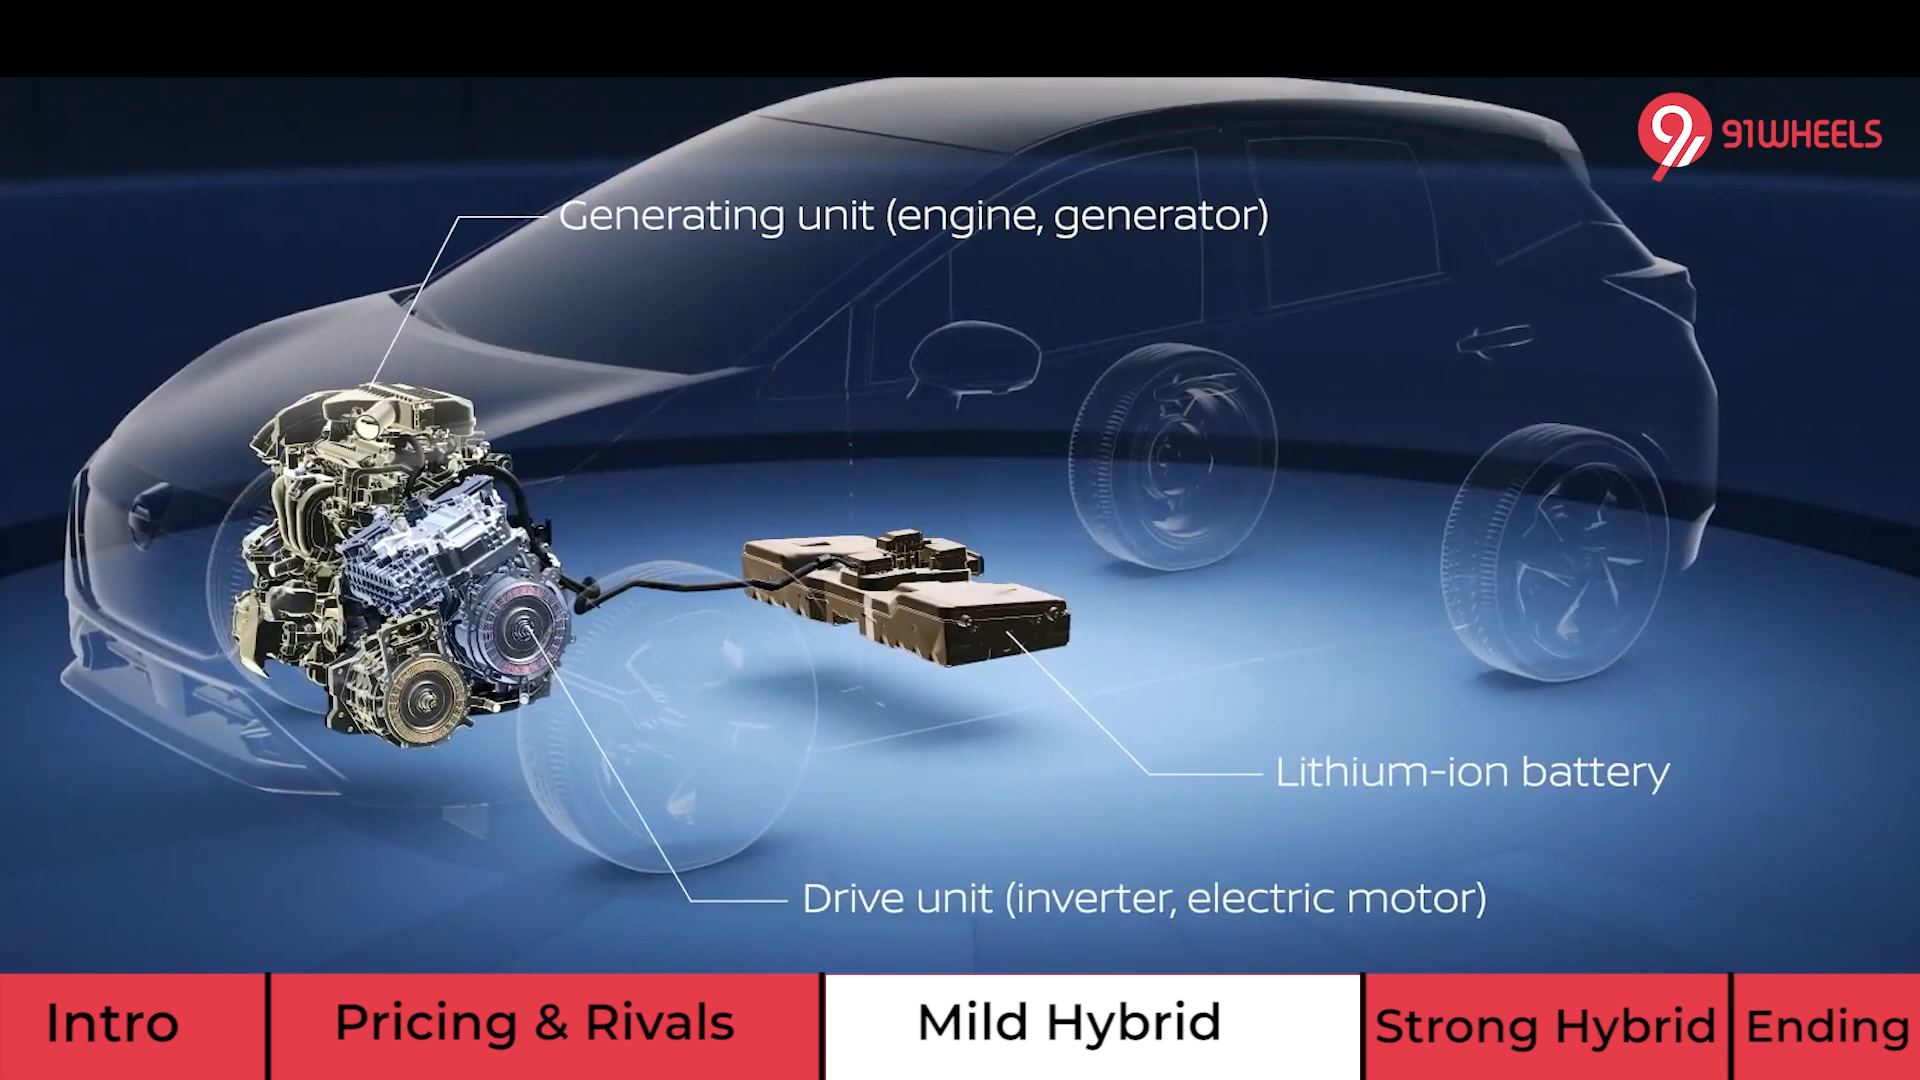 91WHEELS
Generating unit (engine, generator)
Lithium-ion battery
Drive unit (inverter, electric motor)
Intro
Pricing & Rivals
Mild Hybrid
Strong Hybrid
Ending